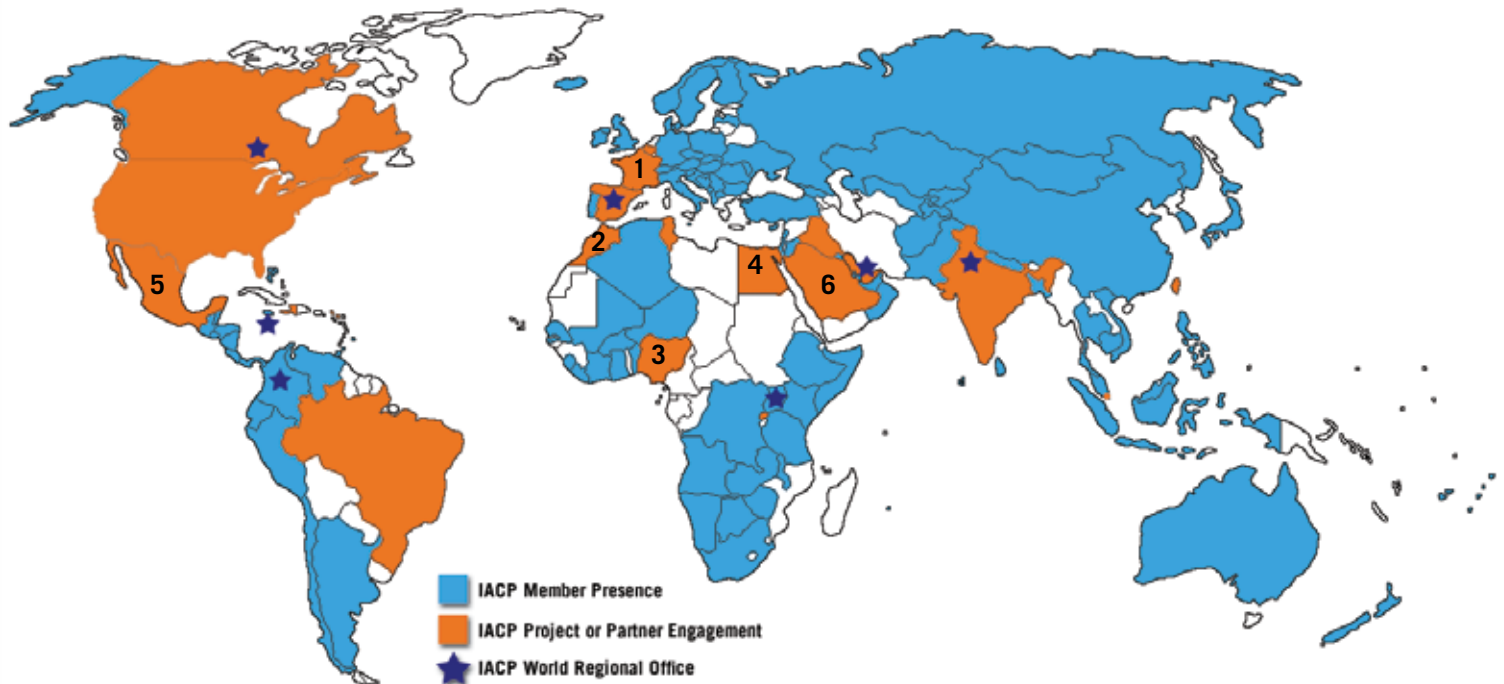 1
2
4
5
6
3
IACP Member Presence
IACP Project or Partner Engagement
IACP World Regional Office